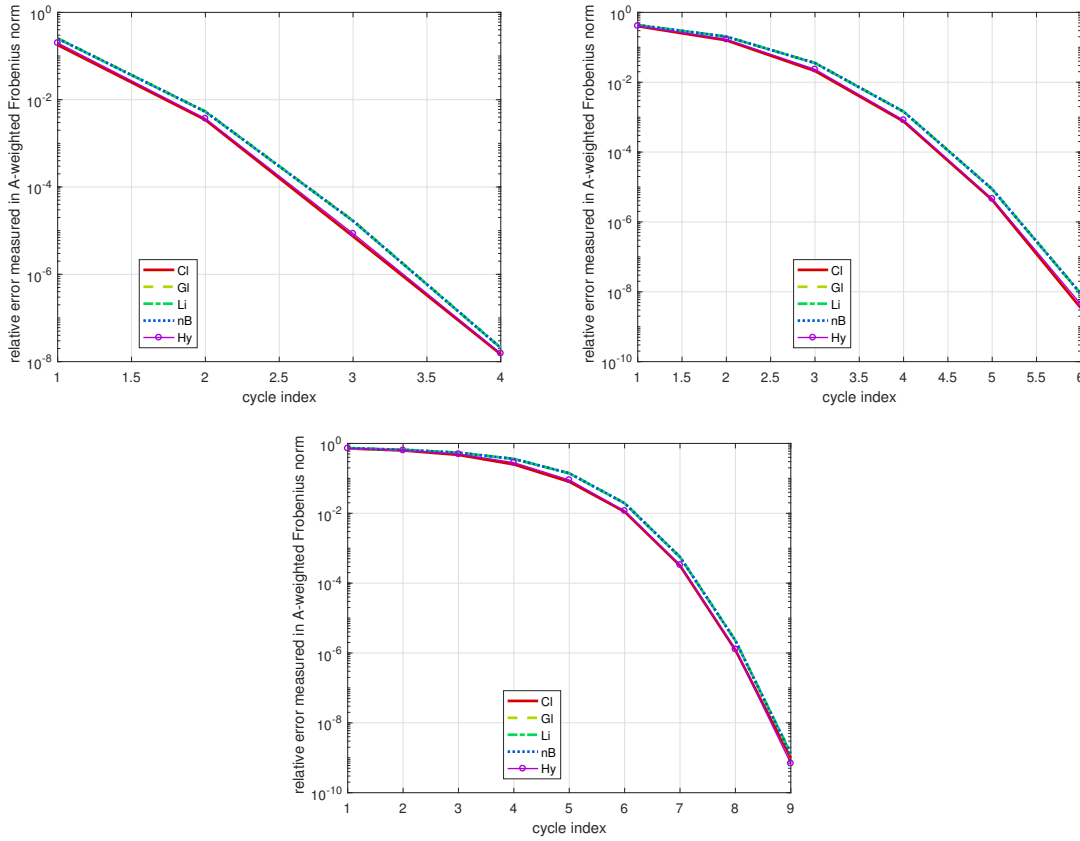 relative error measured in A-weighted Frobenius norm
10^0
10^-2
10^-4
10^-6
10^-8
Cl
Gl
Li
nB
Hy
1 1.5 2 2.5 3 3.5 4
cycle index
relative error measured in A-weighted Frobenius norm
10^0
10^-2
10^-4
10^-6
10^-8
10^-10
Cl
Gl
Li
nB
Hy
1 1.5 2 2.5 3 3.5 4 4.5 5 5.5 6
cycle index
relative error measured in A-weighted Frobenius norm
10^0
10^-2
10^-4
10^-6
10^-8
10^-10
Cl
Gl
Li
nB
Hy
1 2 3 4 5 6 7 8 9
cycle index